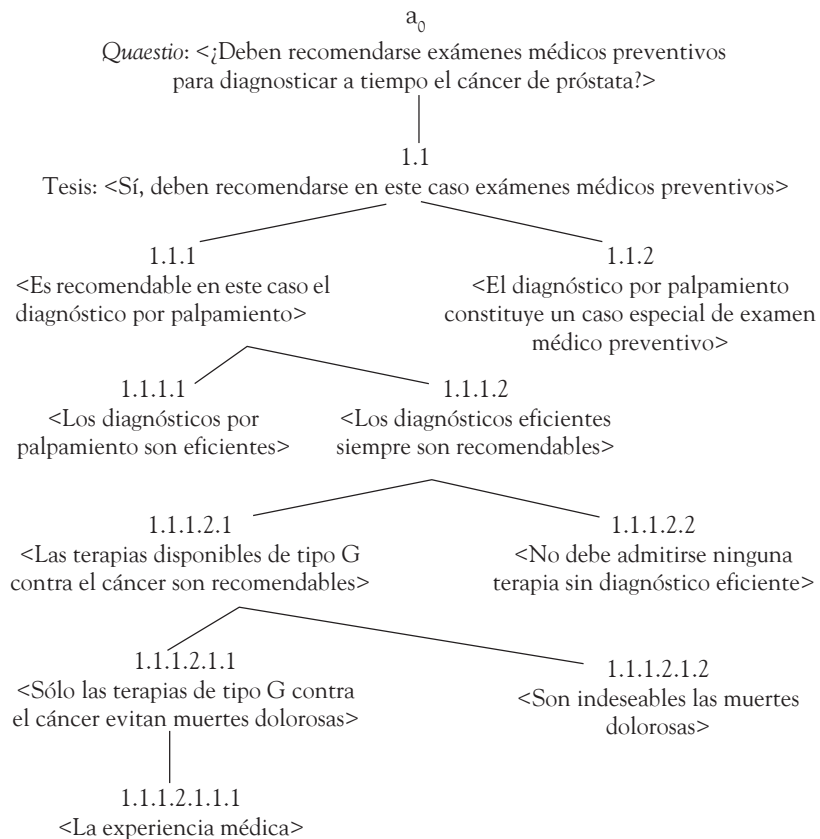 a0
Quaestio: <¿Deben recomendarse exámenes médicos preventivos
para diagnosticar a tiempo el cáncer de próstata?>
1.1
Tesis: <Sí, deben recomendarse en este caso exámenes médicos preventivos>
1.1.1
<Es recomendable en este caso el
diagnóstico por palpamiento>
1.1.2
<El diagnóstico por palpamiento
constituye un caso especial de examen
médico preventivo>
1.1.1.1
<Los diagnósticos por
palpamiento son eficientes>
1.1.1.2
<Los diagnósticos eficientes
siempre son recomendables>
1.1.1.2.1
<Las terapias disponibles de tipo G
contra el cáncer son recomendables>
1.1.1.2.2
<No debe admitirse ninguna
terapia sin diagnóstico eficiente>
1.1.1.2.1.1
<Sólo las terapias de tipo G contra
el cáncer evitan muertes dolorosas>
1.1.1.2.1.2
<Son indeseables las muertes
dolorosas>
1.1.1.2.1.1.1
<La experiencia médica>